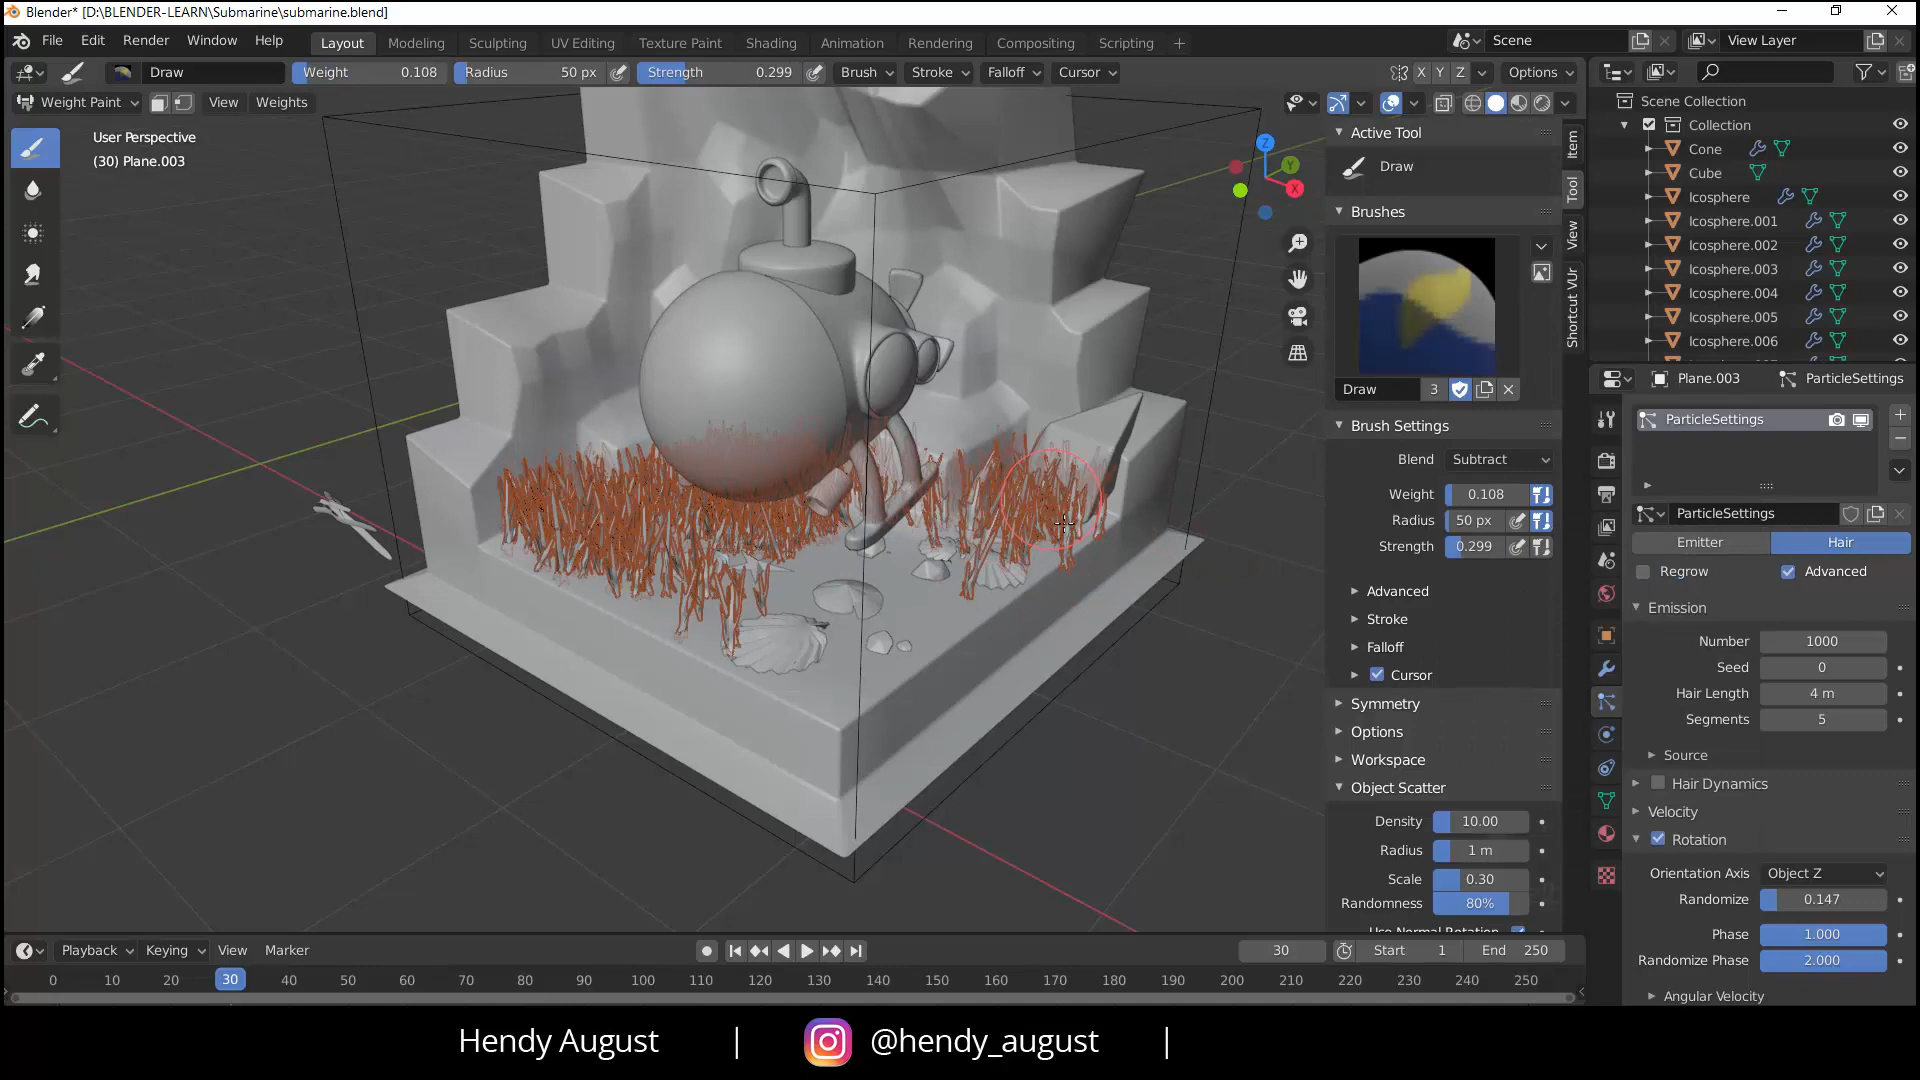 Blender* [D:\BLENDER-LEARN\Submarine\submarine.blend]
File Edit Render Window Help Layout Modeling Sculpting UV Editing Texture Paint Shading Animation Rendering Compositing Scripting Scene View Layer
Draw Weight 0.108 Radius 50 px Strength 0.299 Brush Stroke Falloff Cursor X Y Z Options
Weight Paint View Weights
User Perspective
(30) Plane.003
Z
Y
X
Active Tool
Draw
Brushes
Draw 3
Brush Settings
Blend Subtract
Weight 0.108
Radius 50 px
Strength 0.299
Advanced
Stroke
Falloff
Cursor
Symmetry
Options
Workspace
Object Scatter
Density 10.00
Radius 1 m
Scale 0.30
Randomness 80%
Use Normal Rotation
Item
Tool
View
Shortcut VUr
Scene Collection
Collection
Cone
Cube
Icosphere
Icosphere.001
Icosphere.002
Icosphere.003
Icosphere.004
Icosphere.005
Icosphere.006
Plane.003 ParticleSettings
ParticleSettings
ParticleSettings
Emitter Hair
Regrow Advanced
Emission
Number 1000
Seed 0
Hair Length 4 m
Segments 5
Source
Hair Dynamics
Velocity
Rotation
Orientation Axis Object Z
Randomize 0.147
Phase 1.000
Randomize Phase 2.000
Angular Velocity
Playback Keying View Marker 30 Start 1 End 250
0 10 20 30 40 50 60 70 80 90 100 110 120 130 140 150 160 170 180 190 200 210 220 230 240 250
Hendy August | @hendy_august |